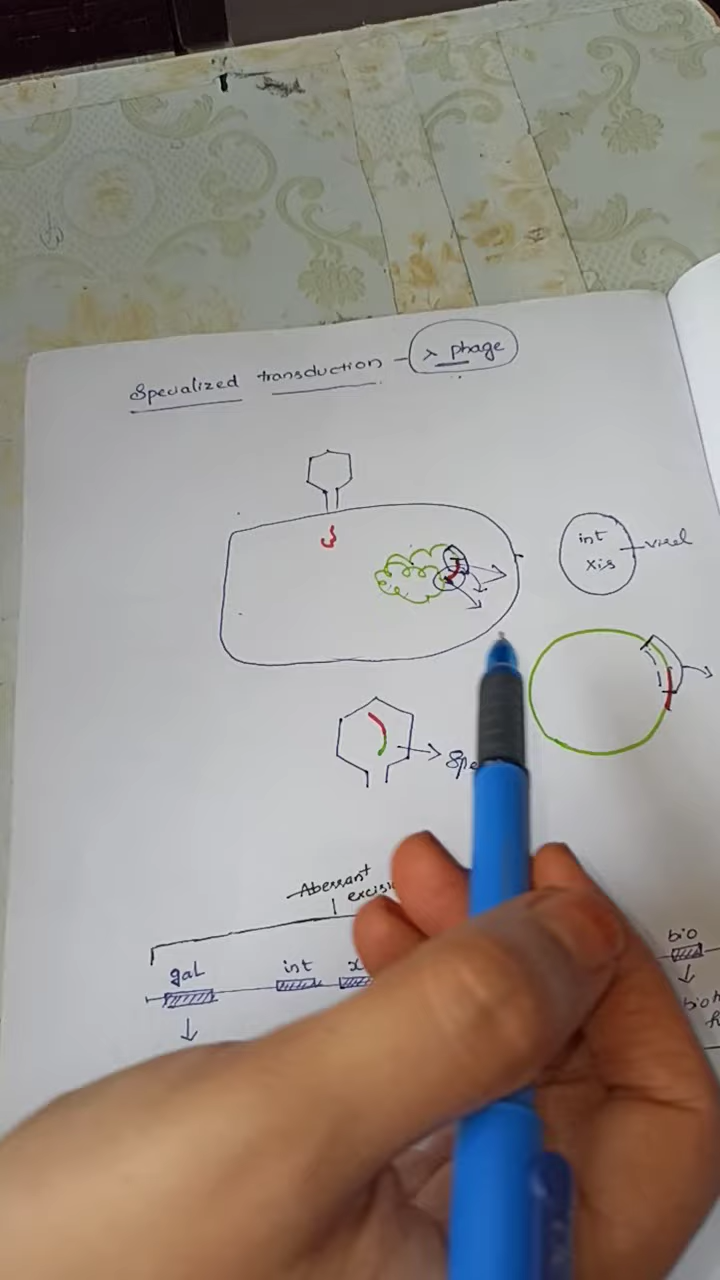 Specialized transduction - λ phage
int
xis
viral
Aberrant
gal
int
bio